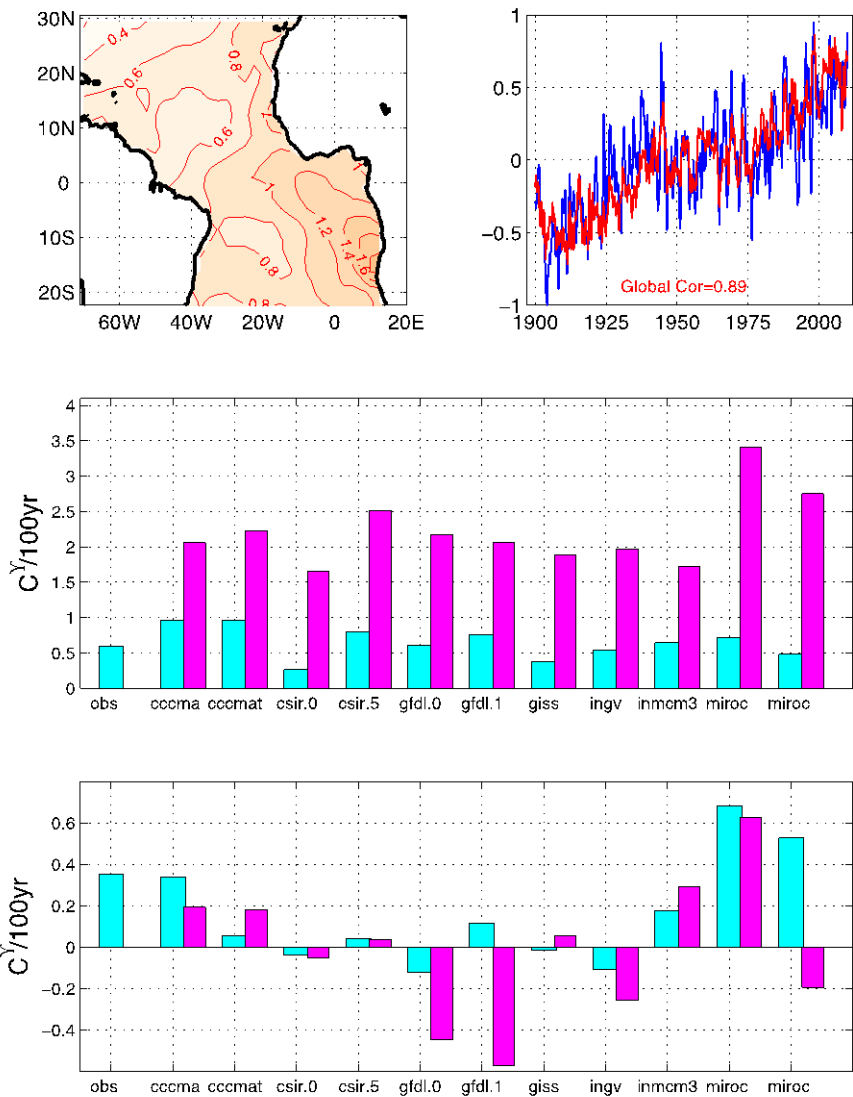 30N
20N
10N
0
10S
20S
60W
40W
20W
0
20E
0.4
0.6
0.8
0.6
1
1
1
1.2
1.4
1.6
0.8
0.8
1
0.5
0
−0.5
−1
1900
1925
1950
1975
2000
Global Cor=0.89
C^γ/100yr
4
3.5
3
2.5
2
1.5
1
0.5
0
obs
cccma
cccmat
csir.0
csir.5
gfdl.0
gfdl.1
giss
ingv
inmcm3
miroc
miroc
C^γ/100yr
0.6
0.4
0.2
0
−0.2
−0.4
obs
cccma
cccmat
csir.0
csir.5
gfdl.0
gfdl.1
giss
ingv
inmcm3
miroc
miroc